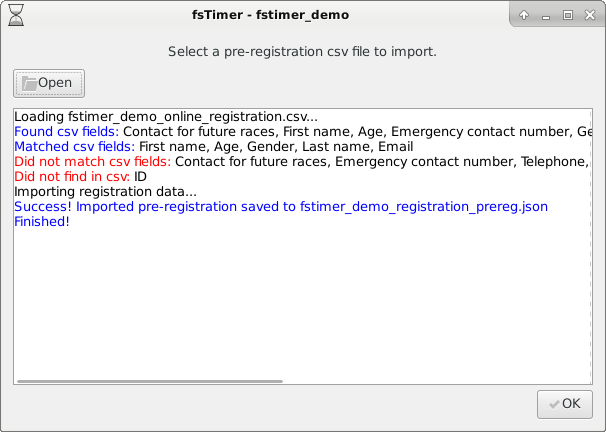 fsTimer - fstimer_demo
Select a pre-registration csv file to import.
Open
Loading fstimer_demo_online_registration.csv...
Found csv fields: Contact for future races, First name, Age, Emergency contact number, Ge
Matched csv fields: First name, Age, Gender, Last name, Email
Did not match csv fields: Contact for future races, Emergency contact number, Telephone,
Did not find in csv: ID
Importing registration data...
Success! Imported pre-registration saved to fstimer_demo_registration_prereg.json
Finished!
OK